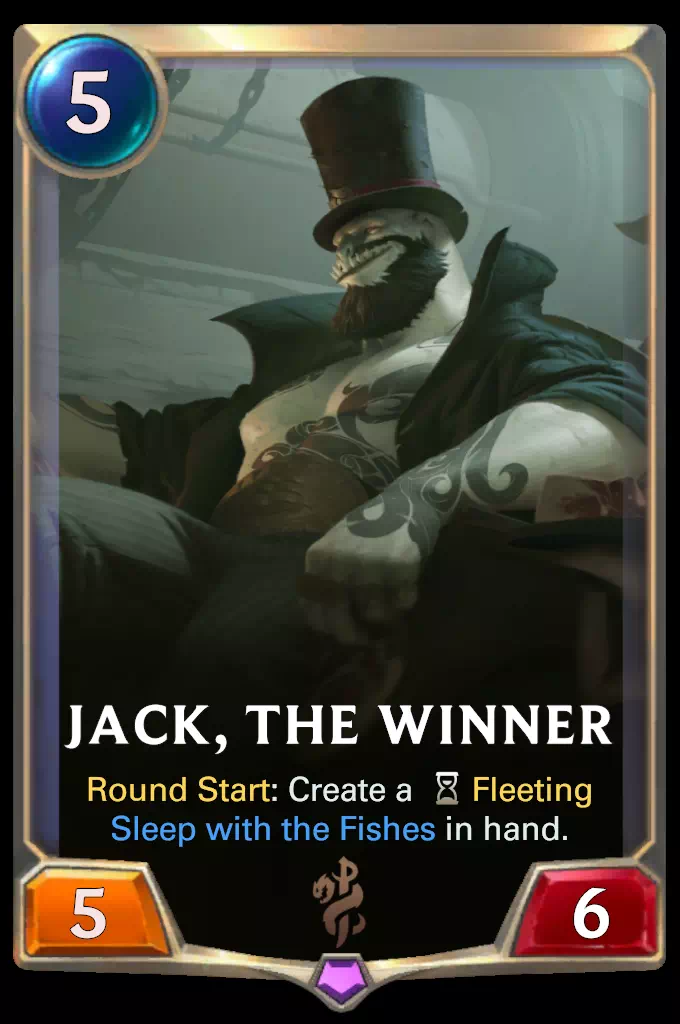 5
JACK, THE WINNER
Round Start: Create a Fleeting
Sleep with the Fishes in hand.
5
6